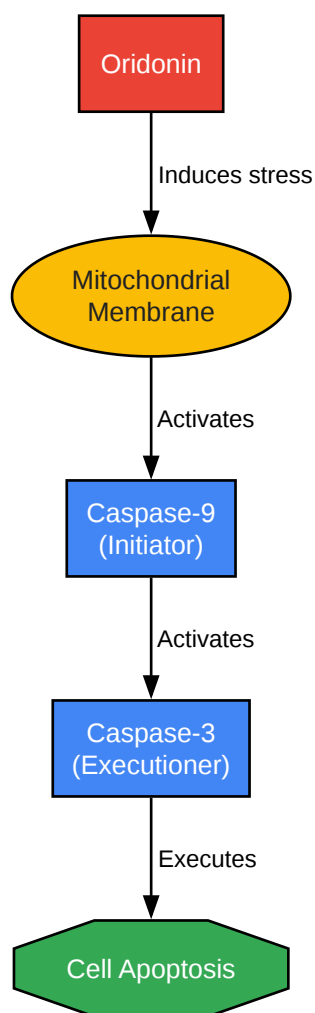 Oridonin
Induces stress
Mitochondrial
Membrane
Activates
Caspase-9
(Initiator)
Activates
Caspase-3
(Executioner)
Executes
Cell Apoptosis